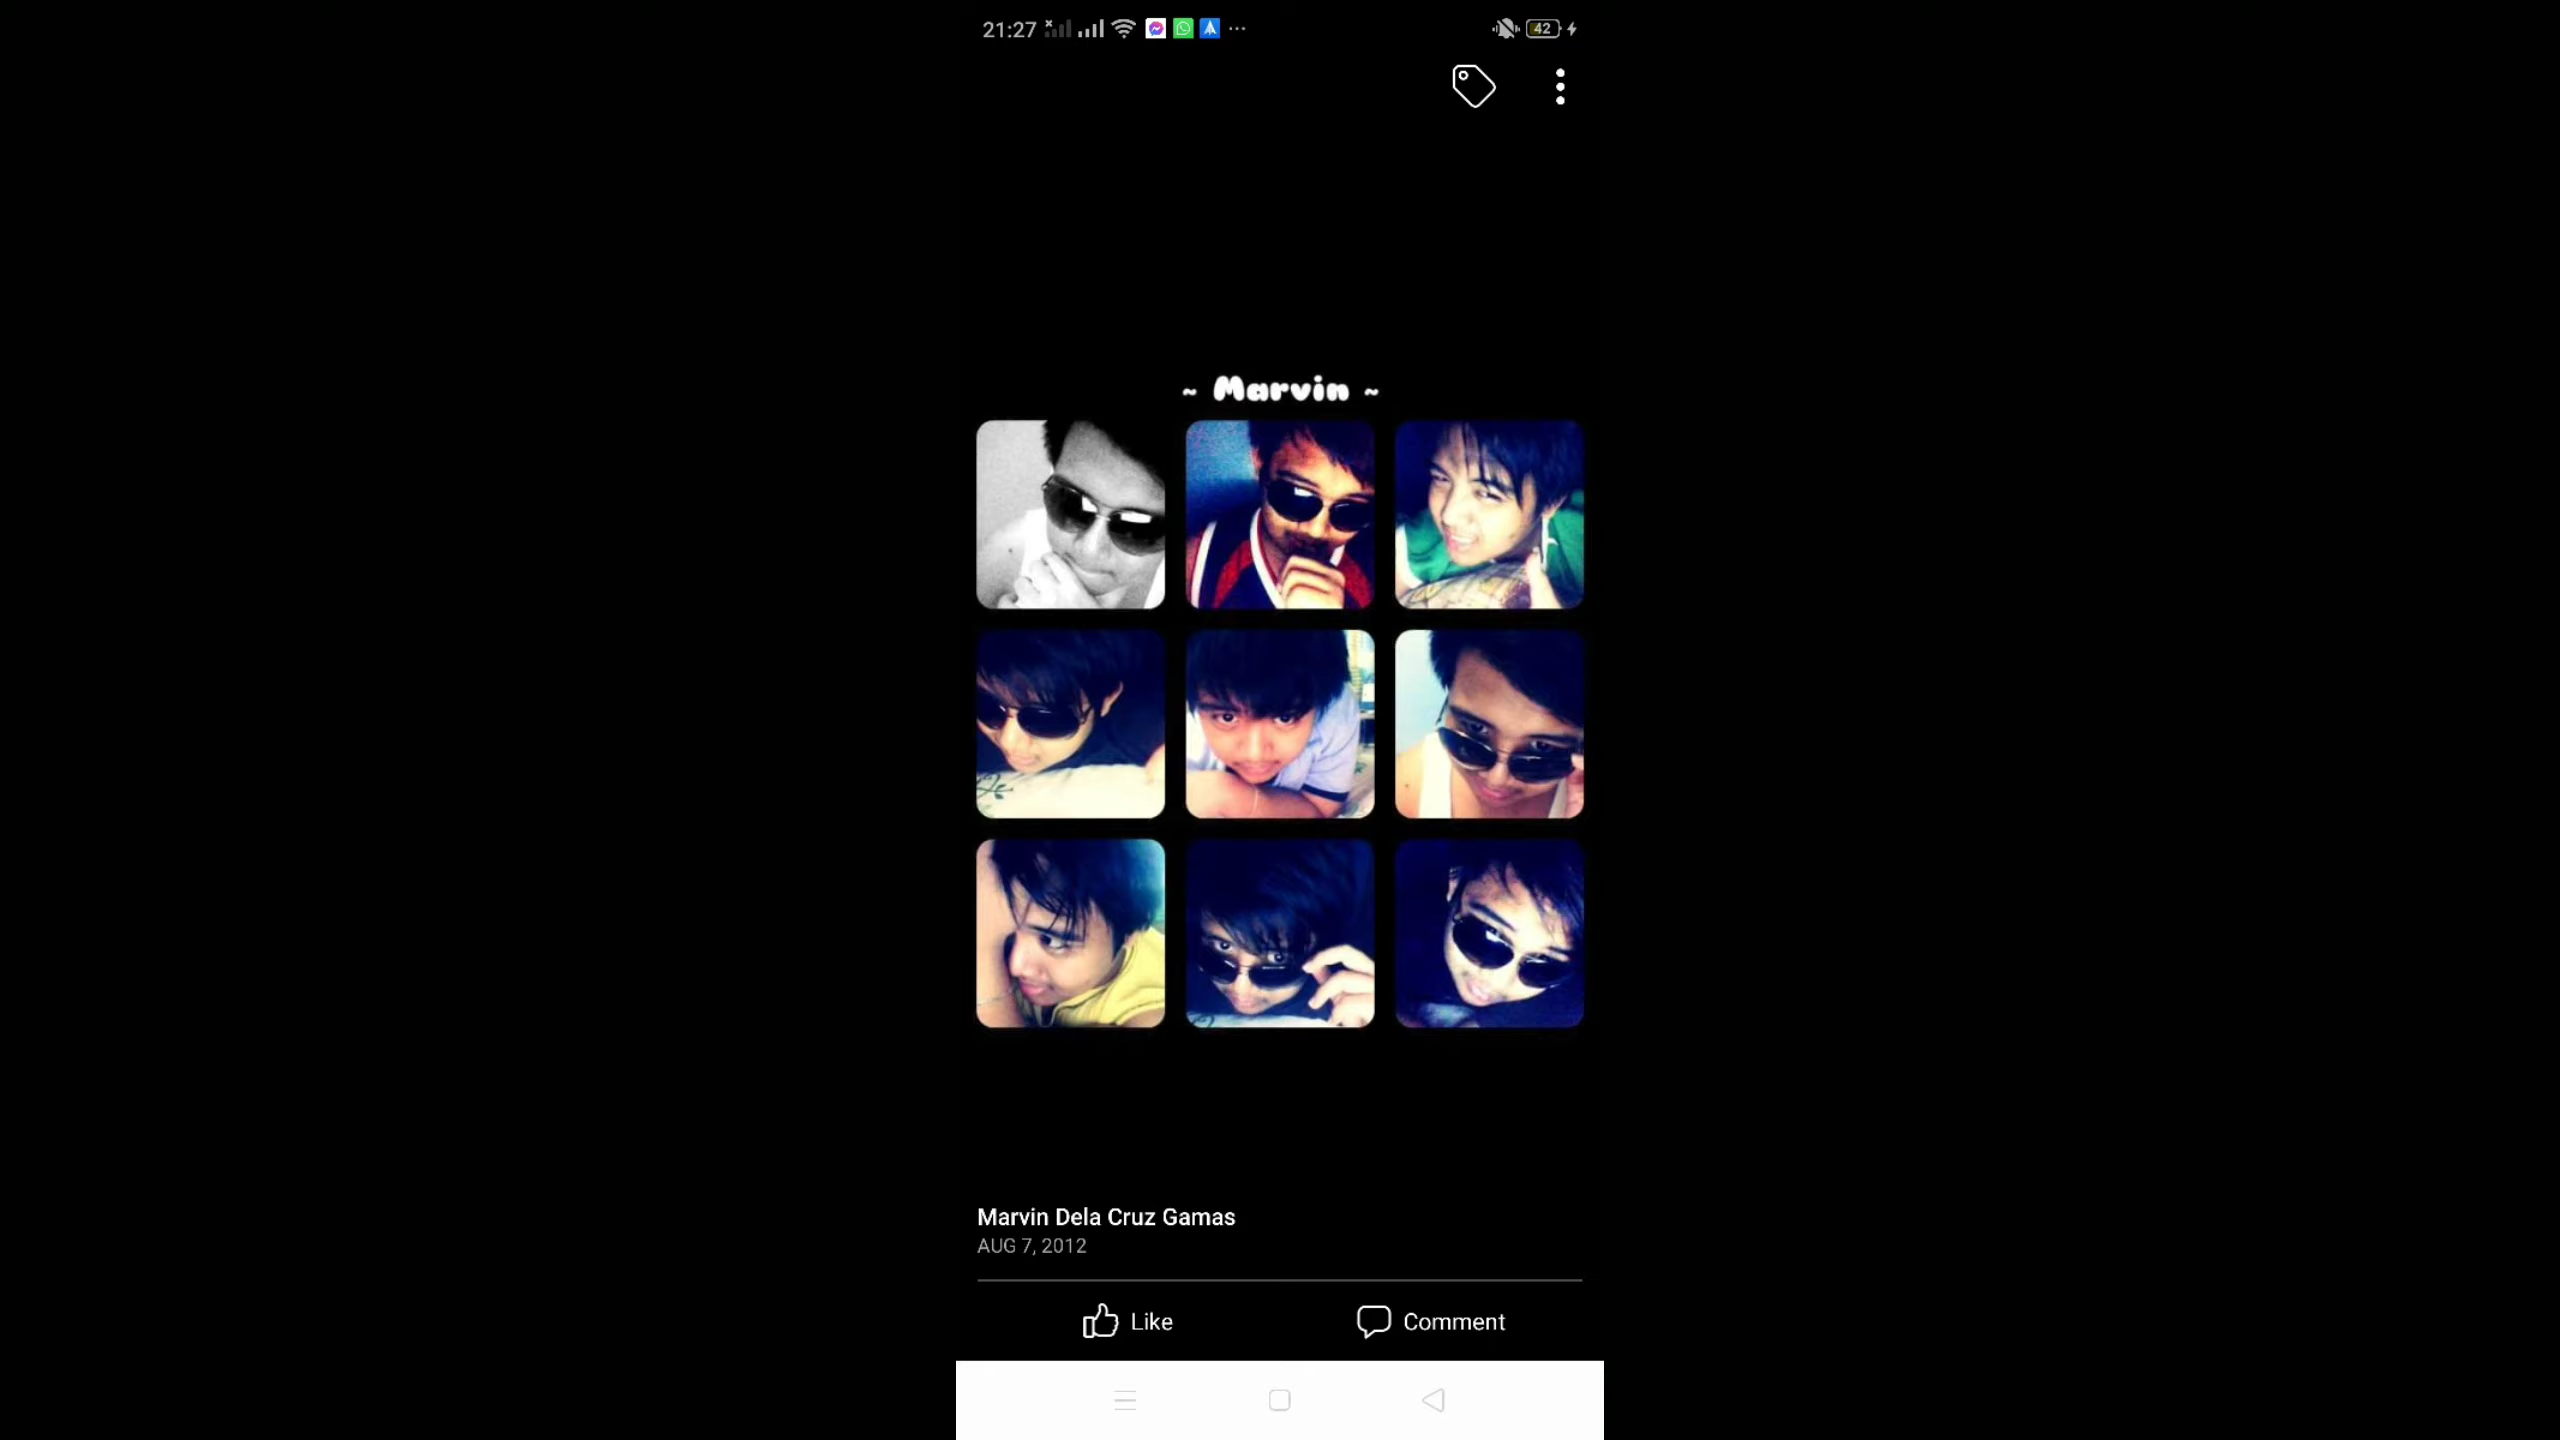 21:27
42
~ Marvin ~
Marvin Dela Cruz Gamas
AUG 7, 2012
Like
Comment